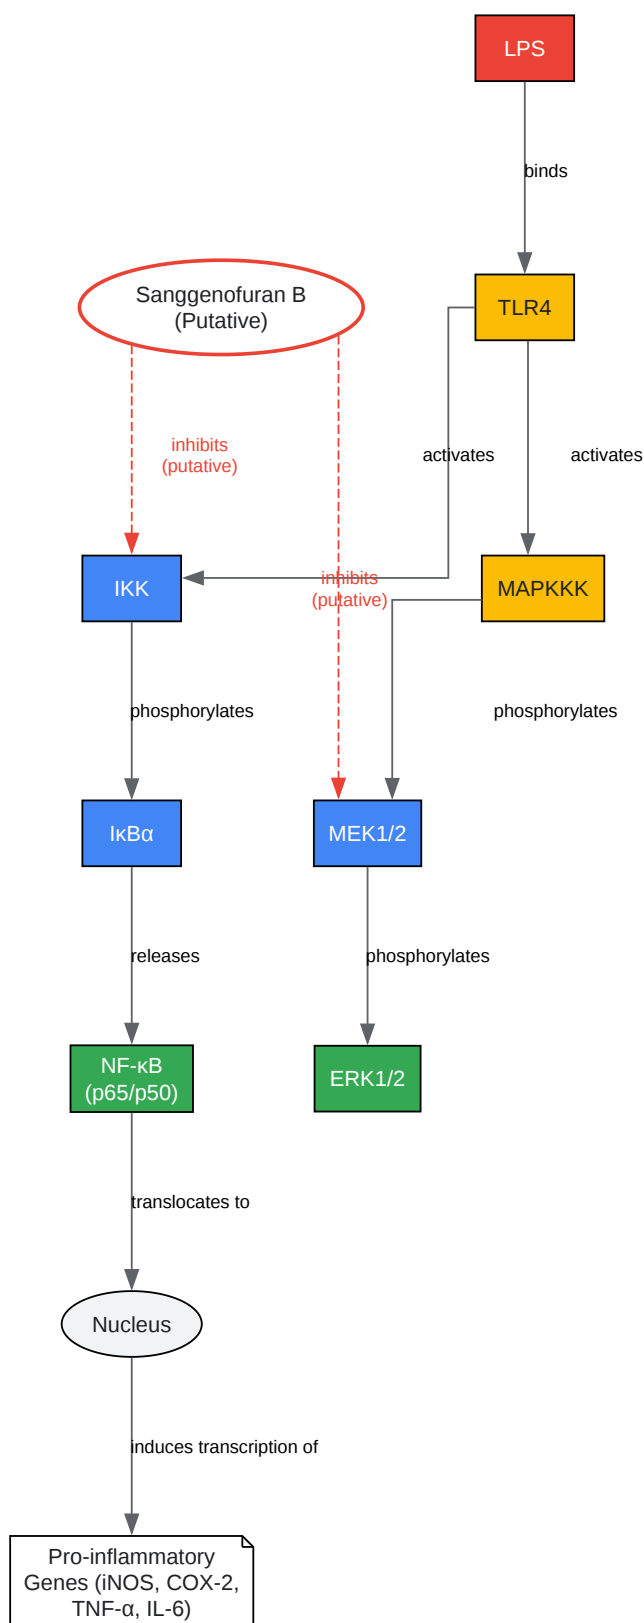 LPS
binds
Sanggenofuran B
(Putative)
TLR4
inhibits
(putative)
activates
activates
IKK
inhibits
(putative)
MAPKKK
phosphorylates
phosphorylates
IκBα
MEK1/2
releases
phosphorylates
NF-κB
(p65/p50)
ERK1/2
translocates to
Nucleus
induces transcription of
Pro-inflammatory
Genes (iNOS, COX-2,
TNF-α, IL-6)